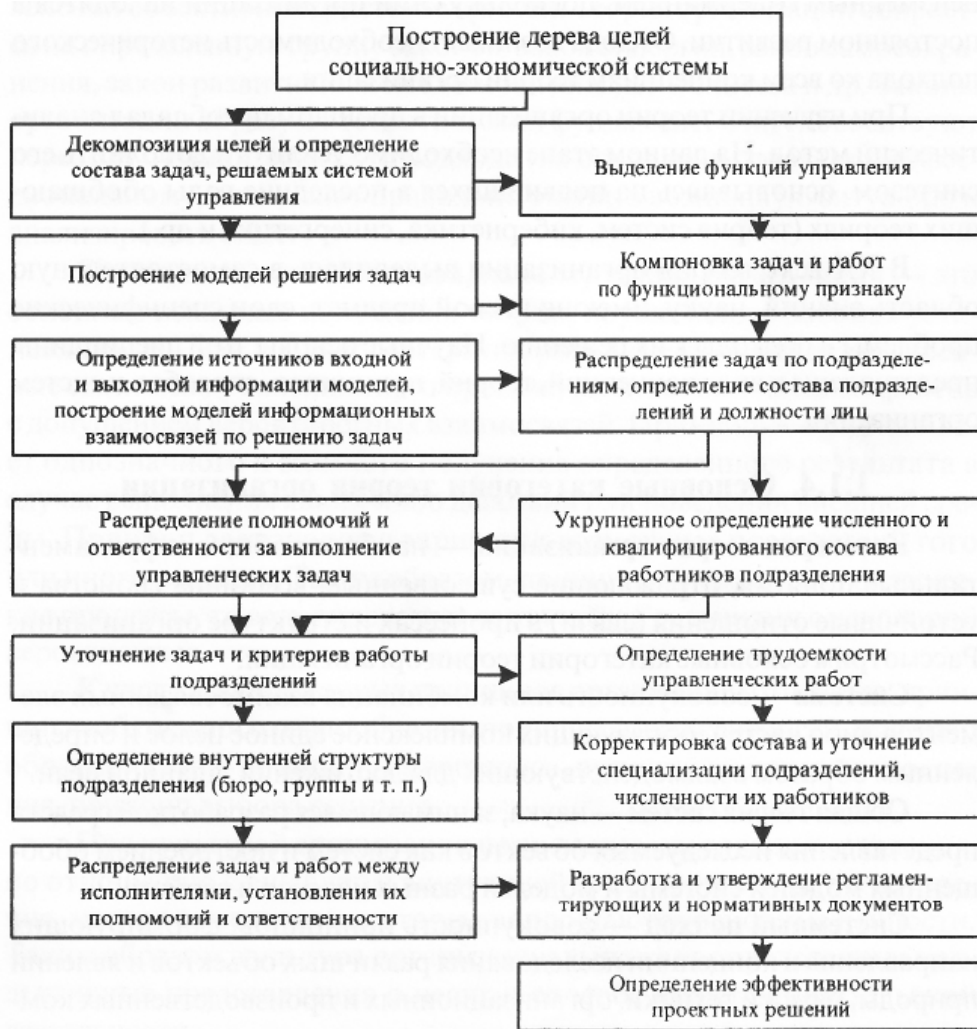 Построение дерева целей
социально-экономической системы
Декомпозиция целей и определение
состава задач, решаемых системой
управления
Выделение функций управления
Построение моделей решения задач
Компоновка задач и работ
по функциональному признаку
Определение источников входной
и выходной информации моделей,
построение моделей информационных
взаимосвязей по решению задач
Распределение задач по подразделе-
ниям, определение состава подразде-
лений и должности лиц
Распределение полномочий и
ответственности за выполнение
управленческих задач
Укрупненное определение численного и
квалифицированного состава
работников подразделения
Уточнение задач и критериев работы
подразделений
Определение трудоемкости
управленческих работ
Определение внутренней структуры
подразделения (бюро, группы и т. п.)
Корректировка состава и уточнение
специализации подразделений,
численности их работников
Распределение задач и работ между
исполнителями, установления их
полномочий и ответственности
Разработка и утверждение регламен-
тирующих и нормативных документов
Определение эффективности
проектных решений